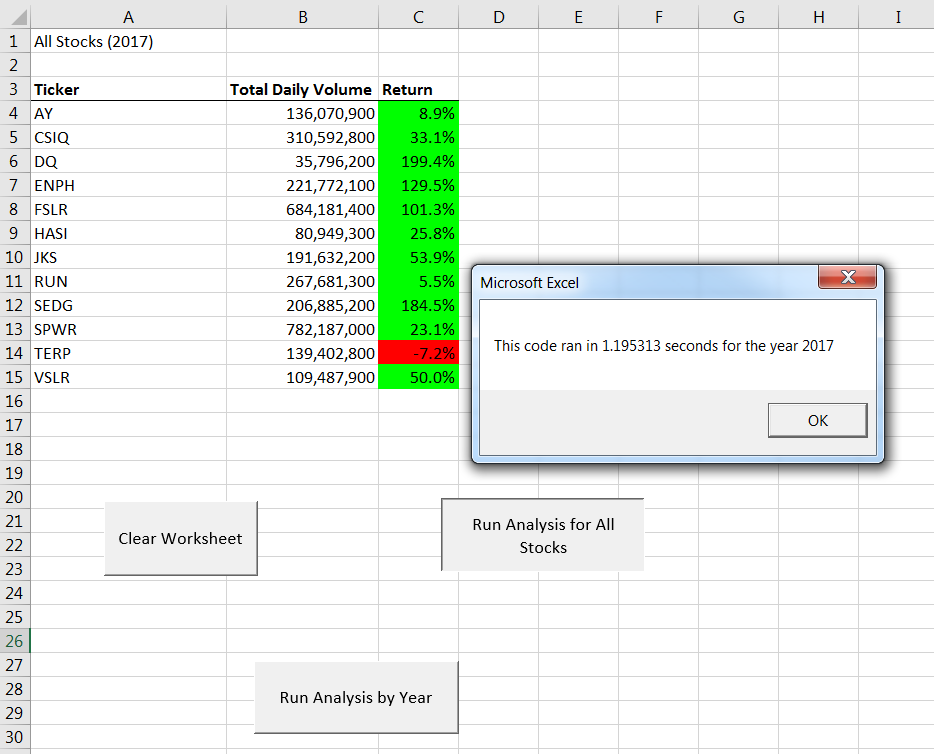 A B C D E F G H I
1 All Stocks (2017)
2
3 Ticker Total Daily Volume Return
4 AY 136,070,900 8.9%
5 CSIQ 310,592,800 33.1%
6 DQ 35,796,200 199.4%
7 ENPH 221,772,100 129.5%
8 FSLR 684,181,400 101.3%
9 HASI 80,949,300 25.8%
10 JKS 191,632,200 53.9%
11 RUN 267,681,300 5.5%
12 SEDG 206,885,200 184.5%
13 SPWR 782,187,000 23.1%
14 TERP 139,402,800 -7.2%
15 VSLR 109,487,900 50.0%
Microsoft Excel
This code ran in 1.195313 seconds for the year 2017
OK
16
17
18
19
20
21
22
23
24
25
26
27
28
29
30
Clear Worksheet
Run Analysis for All
Stocks
Run Analysis by Year